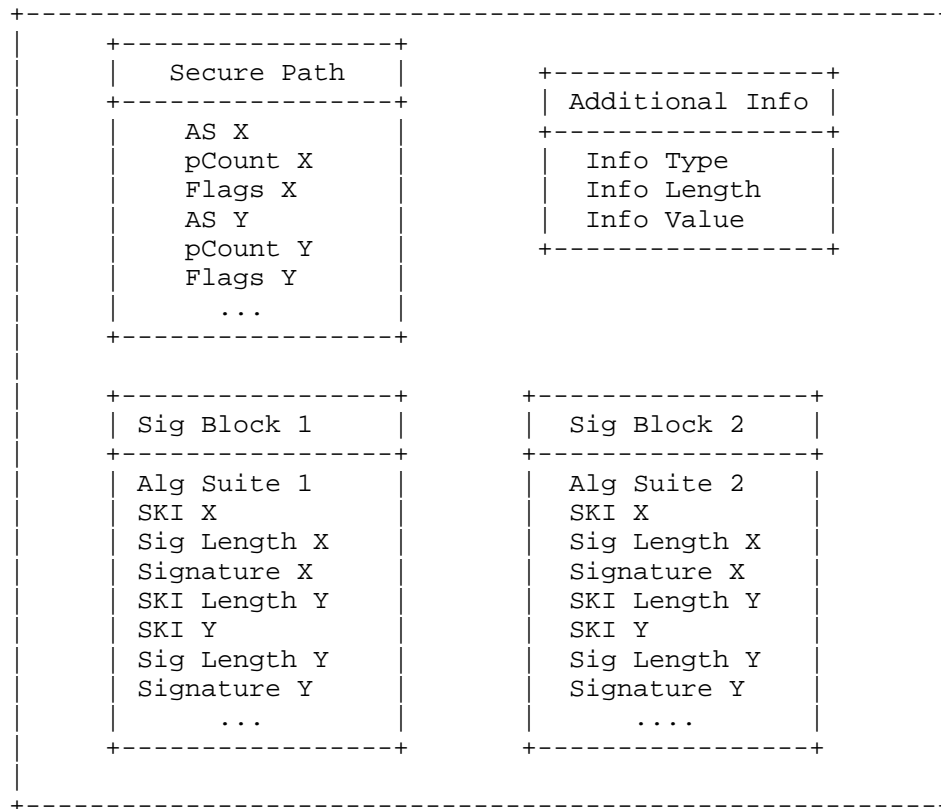 Secure Path
AS X
pCount X
Flags X
AS Y
pCount Y
Flags Y
...
Additional Info
Info Type
Info Length
Info Value
Sig Block 1
Alg Suite 1
SKI X
Sig Length X
Signature X
SKI Length Y
SKI Y
Sig Length Y
Signature Y
...
Sig Block 2
Alg Suite 2
SKI X
Sig Length X
Signature X
SKI Length Y
SKI Y
Sig Length Y
Signature Y
....